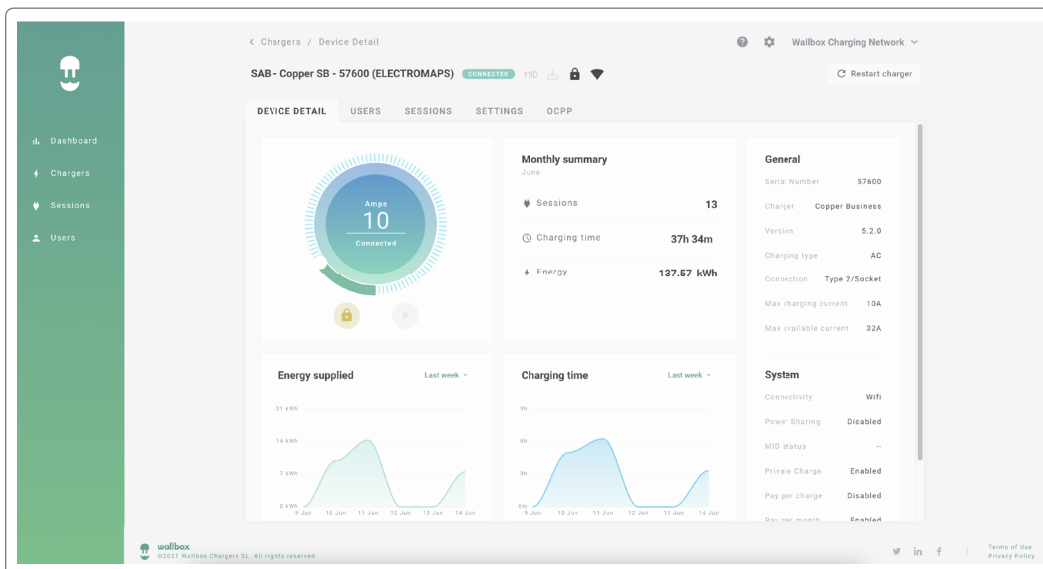 Chargers / Device Detail
Wallbox Charging Network
SAB- Copper SB - 57600 (ELECTROMAPS) CONNECTED MID
Restart charger
DEVICE DETAIL USERS SESSIONS SETTINGS OCPP
Dashboard
Chargers
Sessions
Users
Amps
10
Connected
Monthly summary
June
Sessions 13
Charging time 37h 34m
Energy 137.57 kWh
General
Serial Number 57600
Charger Copper Business
Version 5.2.0
Charging type AC
Connection Type 2/Socket
Max charging current 10A
Max available current 32A
System
Connectivity Wifi
Power Sharing Disabled
MID status --
Private Charge Enabled
Pay per charge Disabled
Pay per month Enabled
Energy supplied Last week
21 kWh
14 kWh
7 kWh
0 kWh
9 Jun 10 Jun 11 Jun 12 Jun 13 Jun 14 Jun
Charging time Last week
9h
6h
3h
0m
9 Jun 10 Jun 11 Jun 12 Jun 13 Jun 14 Jun
wallbox
©2021 Wallbox Chargers SL. All rights reserved.
Terms of Use
Privacy Policy